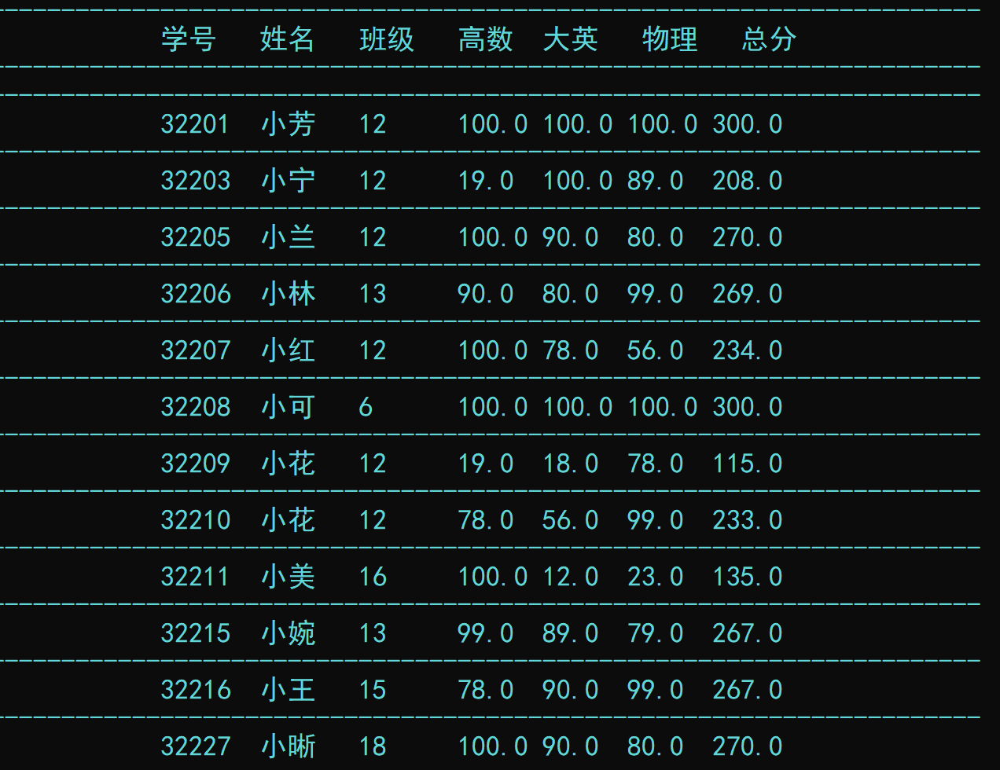 学号 姓名 班级 高数 大英 物理 总分
32201 小芳 12 100.0 100.0 100.0 300.0
32203 小宁 12 19.0 100.0 89.0 208.0
32205 小兰 12 100.0 90.0 80.0 270.0
32206 小林 13 90.0 80.0 99.0 269.0
32207 小红 12 100.0 78.0 56.0 234.0
32208 小可 6 100.0 100.0 100.0 300.0
32209 小花 12 19.0 18.0 78.0 115.0
32210 小花 12 78.0 56.0 99.0 233.0
32211 小美 16 100.0 12.0 23.0 135.0
32215 小婉 13 99.0 89.0 79.0 267.0
32216 小王 15 78.0 90.0 99.0 267.0
32227 小晰 18 100.0 90.0 80.0 270.0